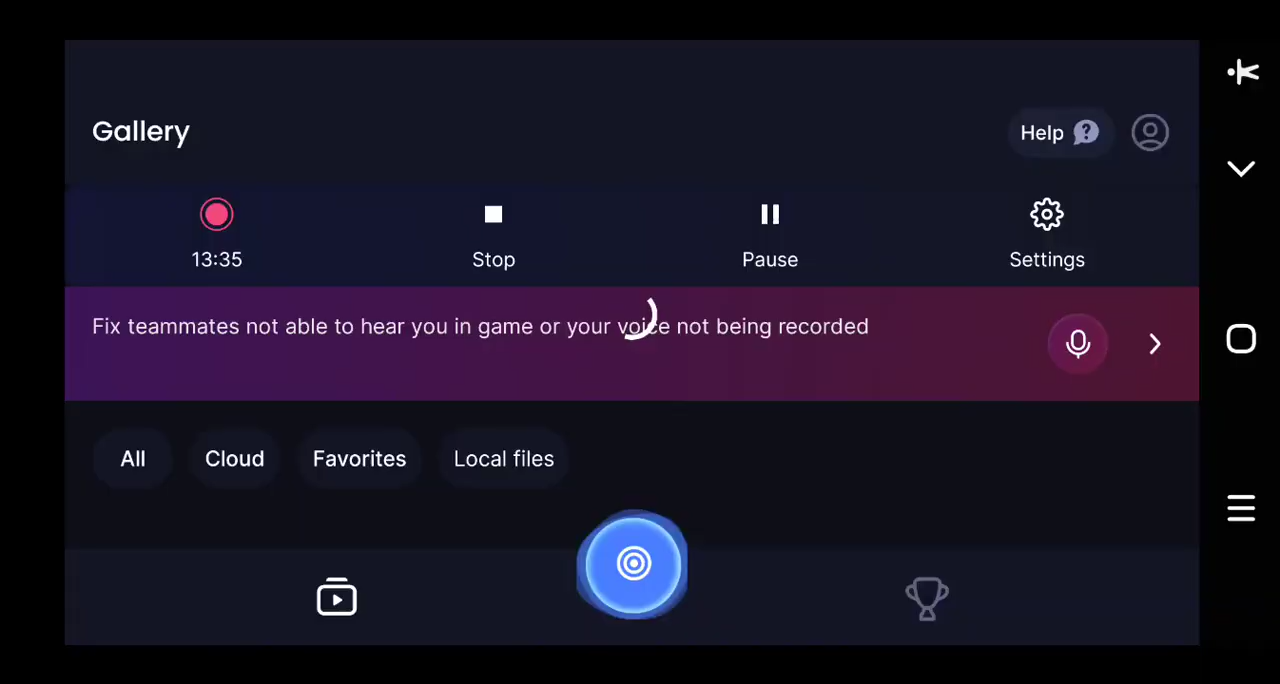 Gallery
Help
13:35
Stop
Pause
Settings
Fix teammates not able to hear you in game or your voice not being recorded
All
Cloud
Favorites
Local files